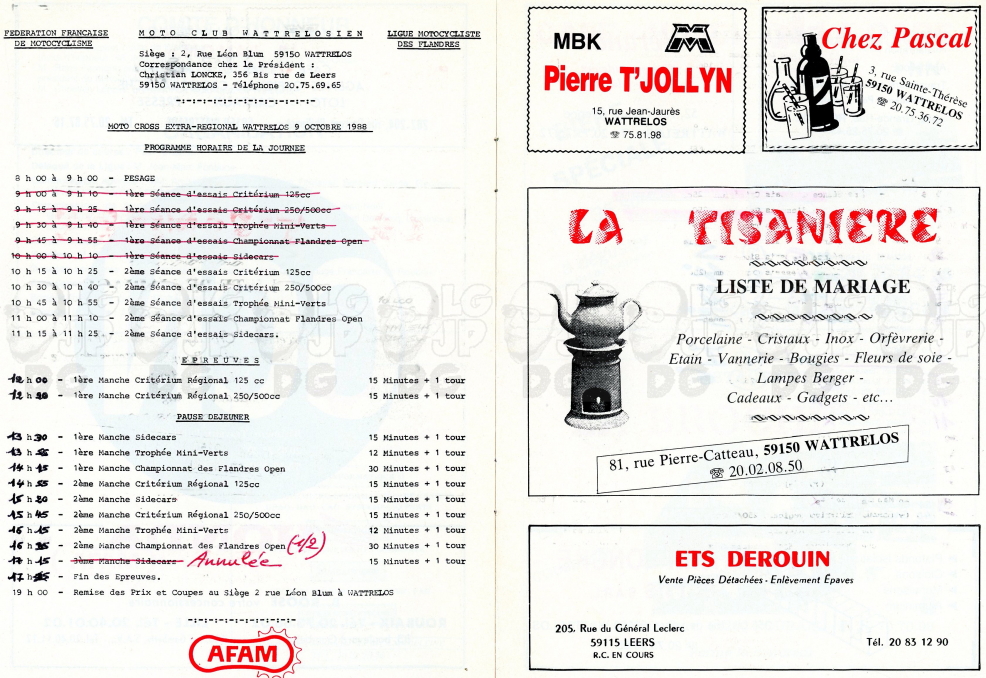 FEDERATION FRANCAISE
DE MOTOCYCLISME
MOTO CLUB WATTRELOSIEN
LIGUE MOTOCYCLISTE
DES FLANDRES
Siège : 2, Rue Léon Blum 59150 WATTRELOS
Correspondance chez le Président :
Christian LONCKE, 356 Bis rue de Leers
59150 WATTRELOS - Téléphone 20.75.69.65
MOTO CROSS EXTRA-REGIONAL WATTRELOS 9 OCTOBRE 1988
PROGRAMME HORAIRE DE LA JOURNEE
8 h 00 à 9 h 00 - PESAGE
9 h 00 à 9 h 10 - 1ère Séance d'essais Critérium 125cc
9 h 15 à 9 h 25 - 1ère Séance d'essais Critérium 250/500cc
9 h 30 à 9 h 40 - 1ère Séance d'essais Trophée Mini-Verts
9 h 45 à 9 h 55 - 1ère Séance d'essais Championnat Flandres Open
10 h 00 à 10 h 10 - 1ère Séance d'essais Sidecars
10 h 15 à 10 h 25 - 2ème Séance d'essais Critérium 125cc
10 h 30 à 10 h 40 - 2ème Séance d'essais Critérium 250/500cc
10 h 45 à 10 h 55 - 2ème Séance d'essais Trophée Mini-Verts
11 h 00 à 11 h 10 - 2ème Séance d'essais Championnat Flandres Open
11 h 15 à 11 h 25 - 2ème Séance d'essais Sidecars.
EPREUVES
12 h 00 - 1ère Manche Critérium Régional 125 cc 15 Minutes + 1 tour
12 h 20 - 1ère Manche Critérium Régional 250/500cc 15 Minutes + 1 tour
PAUSE DEJEUNER
13 h 30 - 1ère Manche Sidecars 15 Minutes + 1 tour
13 h - 1ère Manche Trophée Mini-Verts 12 Minutes + 1 tour
14 h 15 - 1ère Manche Championnat des Flandres Open 30 Minutes + 1 tour
14 h 55 - 2ème Manche Critérium Régional 125cc 15 Minutes + 1 tour
15 h 20 - 2ème Manche Sidecars 15 Minutes + 1 tour
15 h 45 - 2ème Manche Critérium Régional 250/500cc 15 Minutes + 1 tour
16 h 15 - 2ème Manche Trophée Mini-Verts 12 Minutes + 1 tour
16 h 35 - 2ème Manche Championnat des Flandres Open (1/2) 30 Minutes + 1 tour
17 h 15 - 3ème Manche Sidecars Annulée 15 Minutes + 1 tour
17 h - Fin des Epreuves.
19 h 00 - Remise des Prix et Coupes au Siège 2 rue Léon Blum à WATTRELOS
AFAM
MBK
Pierre T'JOLLYN
15, rue Jean-Jaurès
WATTRELOS
☎ 75.81.98
Chez Pascal
3, rue Sainte-Thérèse
59150 WATTRELOS
☎ 20.75.36.72
LA TISANIERE
LISTE DE MARIAGE
Porcelaine - Cristaux - Inox - Orfèvrerie -
Etain - Vannerie - Bougies - Fleurs de soie -
Lampes Berger -
Cadeaux - Gadgets - etc...
81, rue Pierre-Catteau, 59150 WATTRELOS
☎ 20.02.08.50
ETS DEROUIN
Vente Pièces Détachées - Enlèvement Épaves
205, Rue du Général Leclerc
59115 LEERS
R.C. EN COURS
Tél. 20 83 12 90